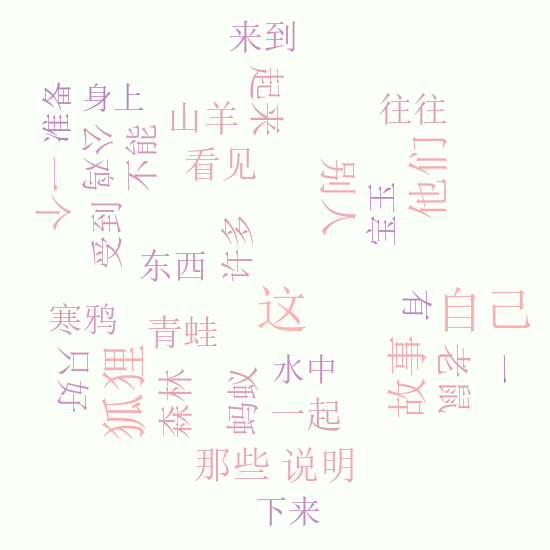 来到
起来
准备
身上
山羊
往往
公鸡
不能
看见
他们
一个
别人
宝宝
受到
许多
东西
这
有
自己
寒鸦
青蛙
故事
老鼠
一
只好
狐狸
森林
蚂蚁
水中
一起
那些
说明
下来